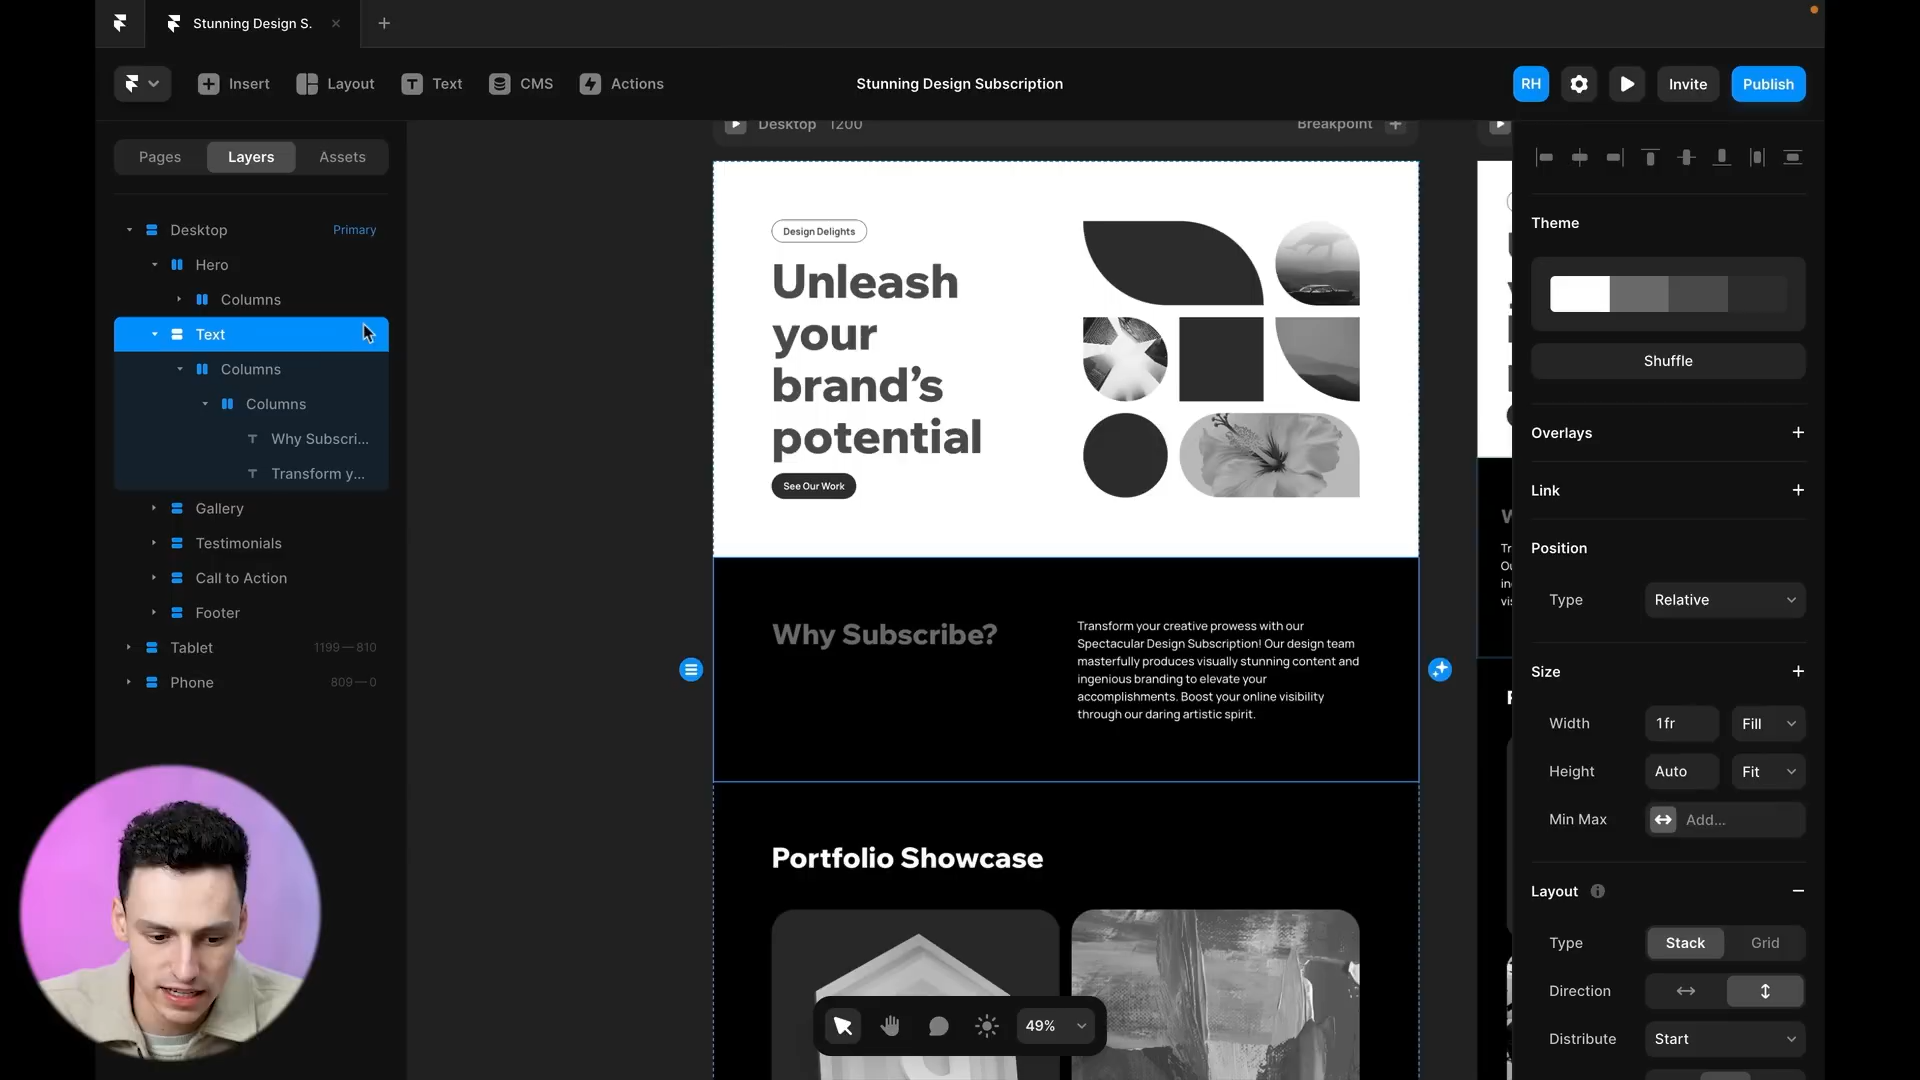 Stunning Design S.
Insert
Layout
Text
CMS
Actions
Stunning Design Subscription
RH
Invite
Publish
Pages
Layers
Assets
Desktop
Primary
Hero
Columns
Text
Columns
Columns
Why Subscri...
Transform y...
Gallery
Testimonials
Call to Action
Footer
Tablet
1199—810
Phone
809—0
Desktop 1200
Breakpoint
Design Delights
Unleash
your
brand’s
potential
See Our Work
Why Subscribe?
Transform your creative prowess with our
Spectacular Design Subscription! Our design team
masterfully produces visually stunning content and
ingenious branding to elevate your
accomplishments. Boost your online visibility
through our daring artistic spirit.
Portfolio Showcase
49%
Theme
Shuffle
Overlays
Link
Position
Type
Relative
Size
Width
1fr
Fill
Height
Auto
Fit
Min Max
Add...
Layout
Type
Stack
Grid
Direction
Distribute
Start